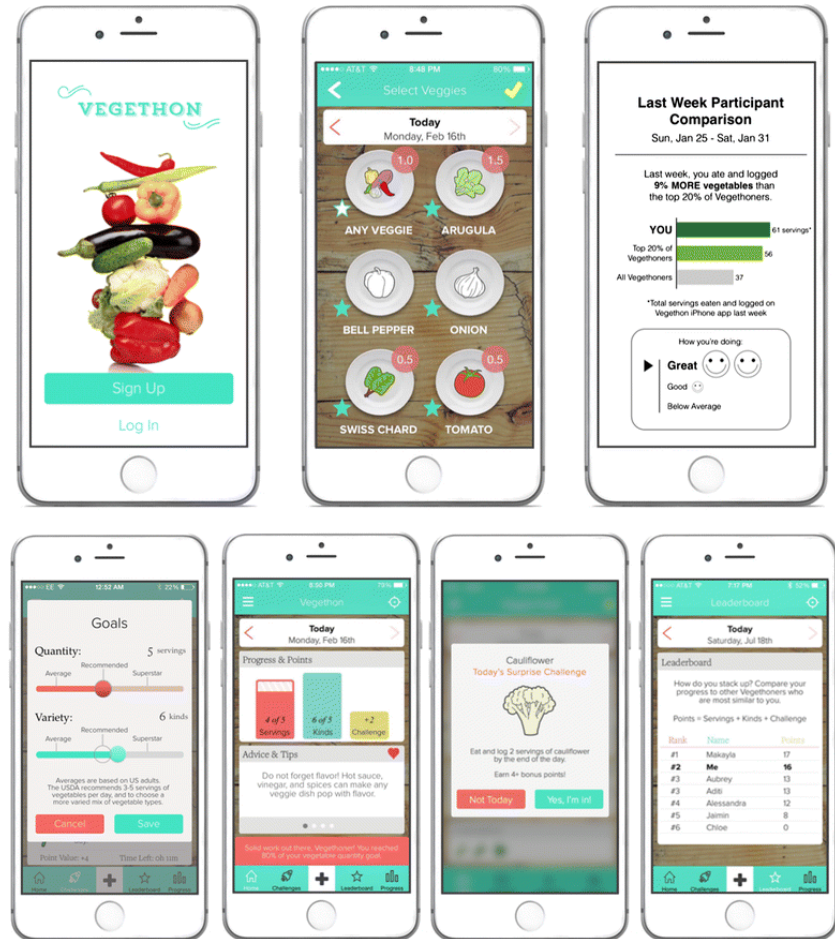 VEGETHON
Sign Up
Log In
AT&T 8:48 PM 80%
Select Veggies
Today
Monday, Feb 16th
1.0
1.5
ANY VEGGIE
ARUGULA
BELL PEPPER
ONION
0.5
0.5
SWISS CHARD
TOMATO
Last Week Participant
Comparison
Sun, Jan 25 - Sat, Jan 31
Last week, you ate and logged
9% MORE vegetables than
the top 20% of Vegethoners.
YOU
61 servings*
Top 20% of
Vegethoners
56
All Vegethoners
37
*Total servings eaten and logged on
Vegethon iPhone app last week
How you're doing:
Great
Good
Below Average
EE 12:52 AM 22%
Goals
Quantity: 5 servings
Recommended
Average Superstar
Variety: 6 kinds
Recommended
Average Superstar
Averages are based on US adults.
The USDA recommends 3-5 servings
of vegetables per day, and to choose a
more varied mix of vegetable types.
Cancel
Save
Point Value: +4 Time Left: 0h 11m
Home Challenges + Leaderboard Progress
AT&T 8:50 PM 79%
Vegethon
Today
Monday, Feb 16th
Progress & Points
4 of 5
Servings
6 of 5
Kinds
+2
Challenge
Advice & Tips
Do not forget flavor! Hot sauce,
vinegar, and spices can make any
veggie dish pop with flavor.
Solid work out there, Vegethoner! You reached
80% of your vegetable quantity goal.
Home Challenges + Leaderboard Progress
Cauliflower
Today's Surprise Challenge
Eat and log 2 servings of cauliflower
by the end of the day.
Earn 4+ bonus points!
Not Today
Yes, I'm in!
AT&T 7:17 PM 52%
Leaderboard
Today
Saturday, Jul 18th
Leaderboard
How do you stack up? Compare your
progress to other Vegethoners who
are most similar to you.
Points = Servings + Kinds + Challenge
Rank Name Points
#1 Makayla 17
#2 Me 16
#3 Aubrey 13
#3 Aditi 13
#4 Alessandra 12
#5 Jaimin 8
#6 Chloe 0
Home Challenges + Leaderboard Progress